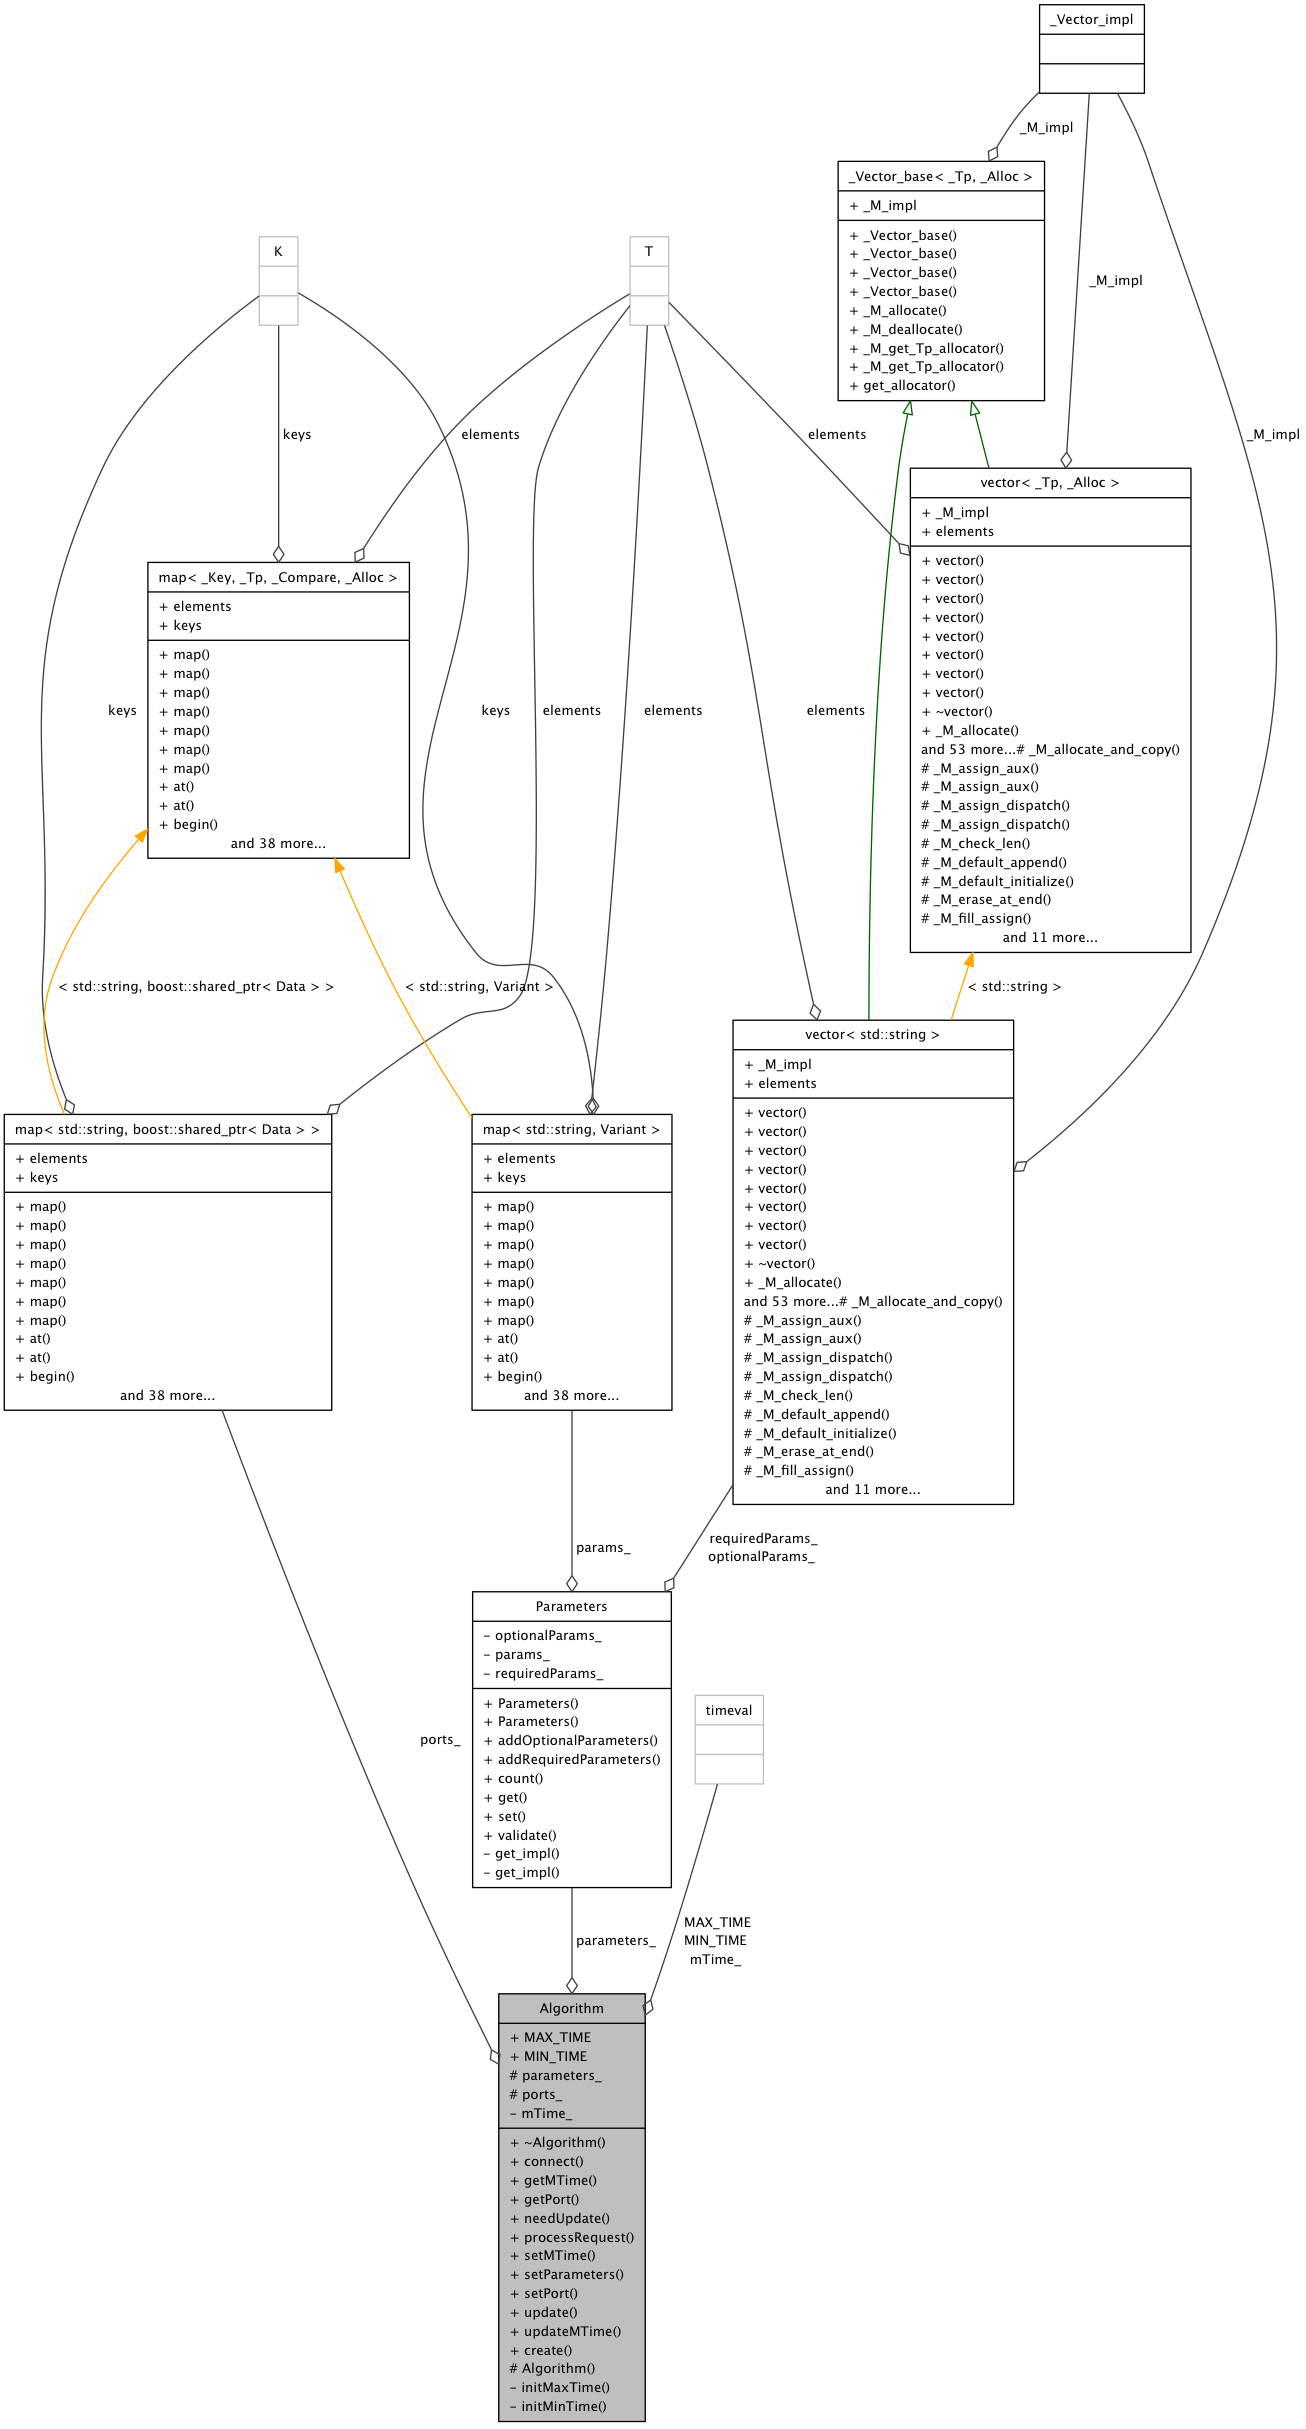 _Vector_impl
_M_impl
_Vector_base< _Tp, _Alloc >
+ _M_impl
+ _Vector_base()
+ _Vector_base()
+ _Vector_base()
+ _Vector_base()
+ _M_allocate()
+ _M_deallocate()
+ _M_get_Tp_allocator()
+ _M_get_Tp_allocator()
+ get_allocator()
K
T
_M_impl
keys
elements
elements
_M_impl
vector< _Tp, _Alloc >
+ _M_impl
+ elements
+ vector()
+ vector()
+ vector()
+ vector()
+ vector()
+ vector()
+ vector()
+ vector()
+ ~vector()
+ _M_allocate()
and 53 more...# _M_allocate_and_copy()
# _M_assign_aux()
# _M_assign_aux()
# _M_assign_dispatch()
# _M_assign_dispatch()
# _M_check_len()
# _M_default_append()
# _M_default_initialize()
# _M_erase_at_end()
# _M_fill_assign()
and 11 more...
map< _Key, _Tp, _Compare, _Alloc >
+ elements
+ keys
+ map()
+ map()
+ map()
+ map()
+ map()
+ map()
+ map()
+ at()
+ at()
+ begin()
and 38 more...
keys
keys
elements
elements
elements
< std::string, boost::shared_ptr< Data > >
< std::string, Variant >
< std::string >
vector< std::string >
+ _M_impl
+ elements
+ vector()
+ vector()
+ vector()
+ vector()
+ vector()
+ vector()
+ vector()
+ vector()
+ ~vector()
+ _M_allocate()
and 53 more...# _M_allocate_and_copy()
# _M_assign_aux()
# _M_assign_aux()
# _M_assign_dispatch()
# _M_assign_dispatch()
# _M_check_len()
# _M_default_append()
# _M_default_initialize()
# _M_erase_at_end()
# _M_fill_assign()
and 11 more...
map< std::string, boost::shared_ptr< Data > >
+ elements
+ keys
+ map()
+ map()
+ map()
+ map()
+ map()
+ map()
+ map()
+ at()
+ at()
+ begin()
and 38 more...
map< std::string, Variant >
+ elements
+ keys
+ map()
+ map()
+ map()
+ map()
+ map()
+ map()
+ map()
+ at()
+ at()
+ begin()
and 38 more...
params_
requiredParams_
optionalParams_
Parameters
- optionalParams_
- params_
- requiredParams_
+ Parameters()
+ Parameters()
+ addOptionalParameters()
+ addRequiredParameters()
+ count()
+ get()
+ set()
+ validate()
- get_impl()
- get_impl()
timeval
ports_
parameters_
MAX_TIME
MIN_TIME
mTime_
Algorithm
+ MAX_TIME
+ MIN_TIME
# parameters_
# ports_
- mTime_
+ ~Algorithm()
+ connect()
+ getMTime()
+ getPort()
+ needUpdate()
+ processRequest()
+ setMTime()
+ setParameters()
+ setPort()
+ update()
+ updateMTime()
+ create()
# Algorithm()
- initMaxTime()
- initMinTime()